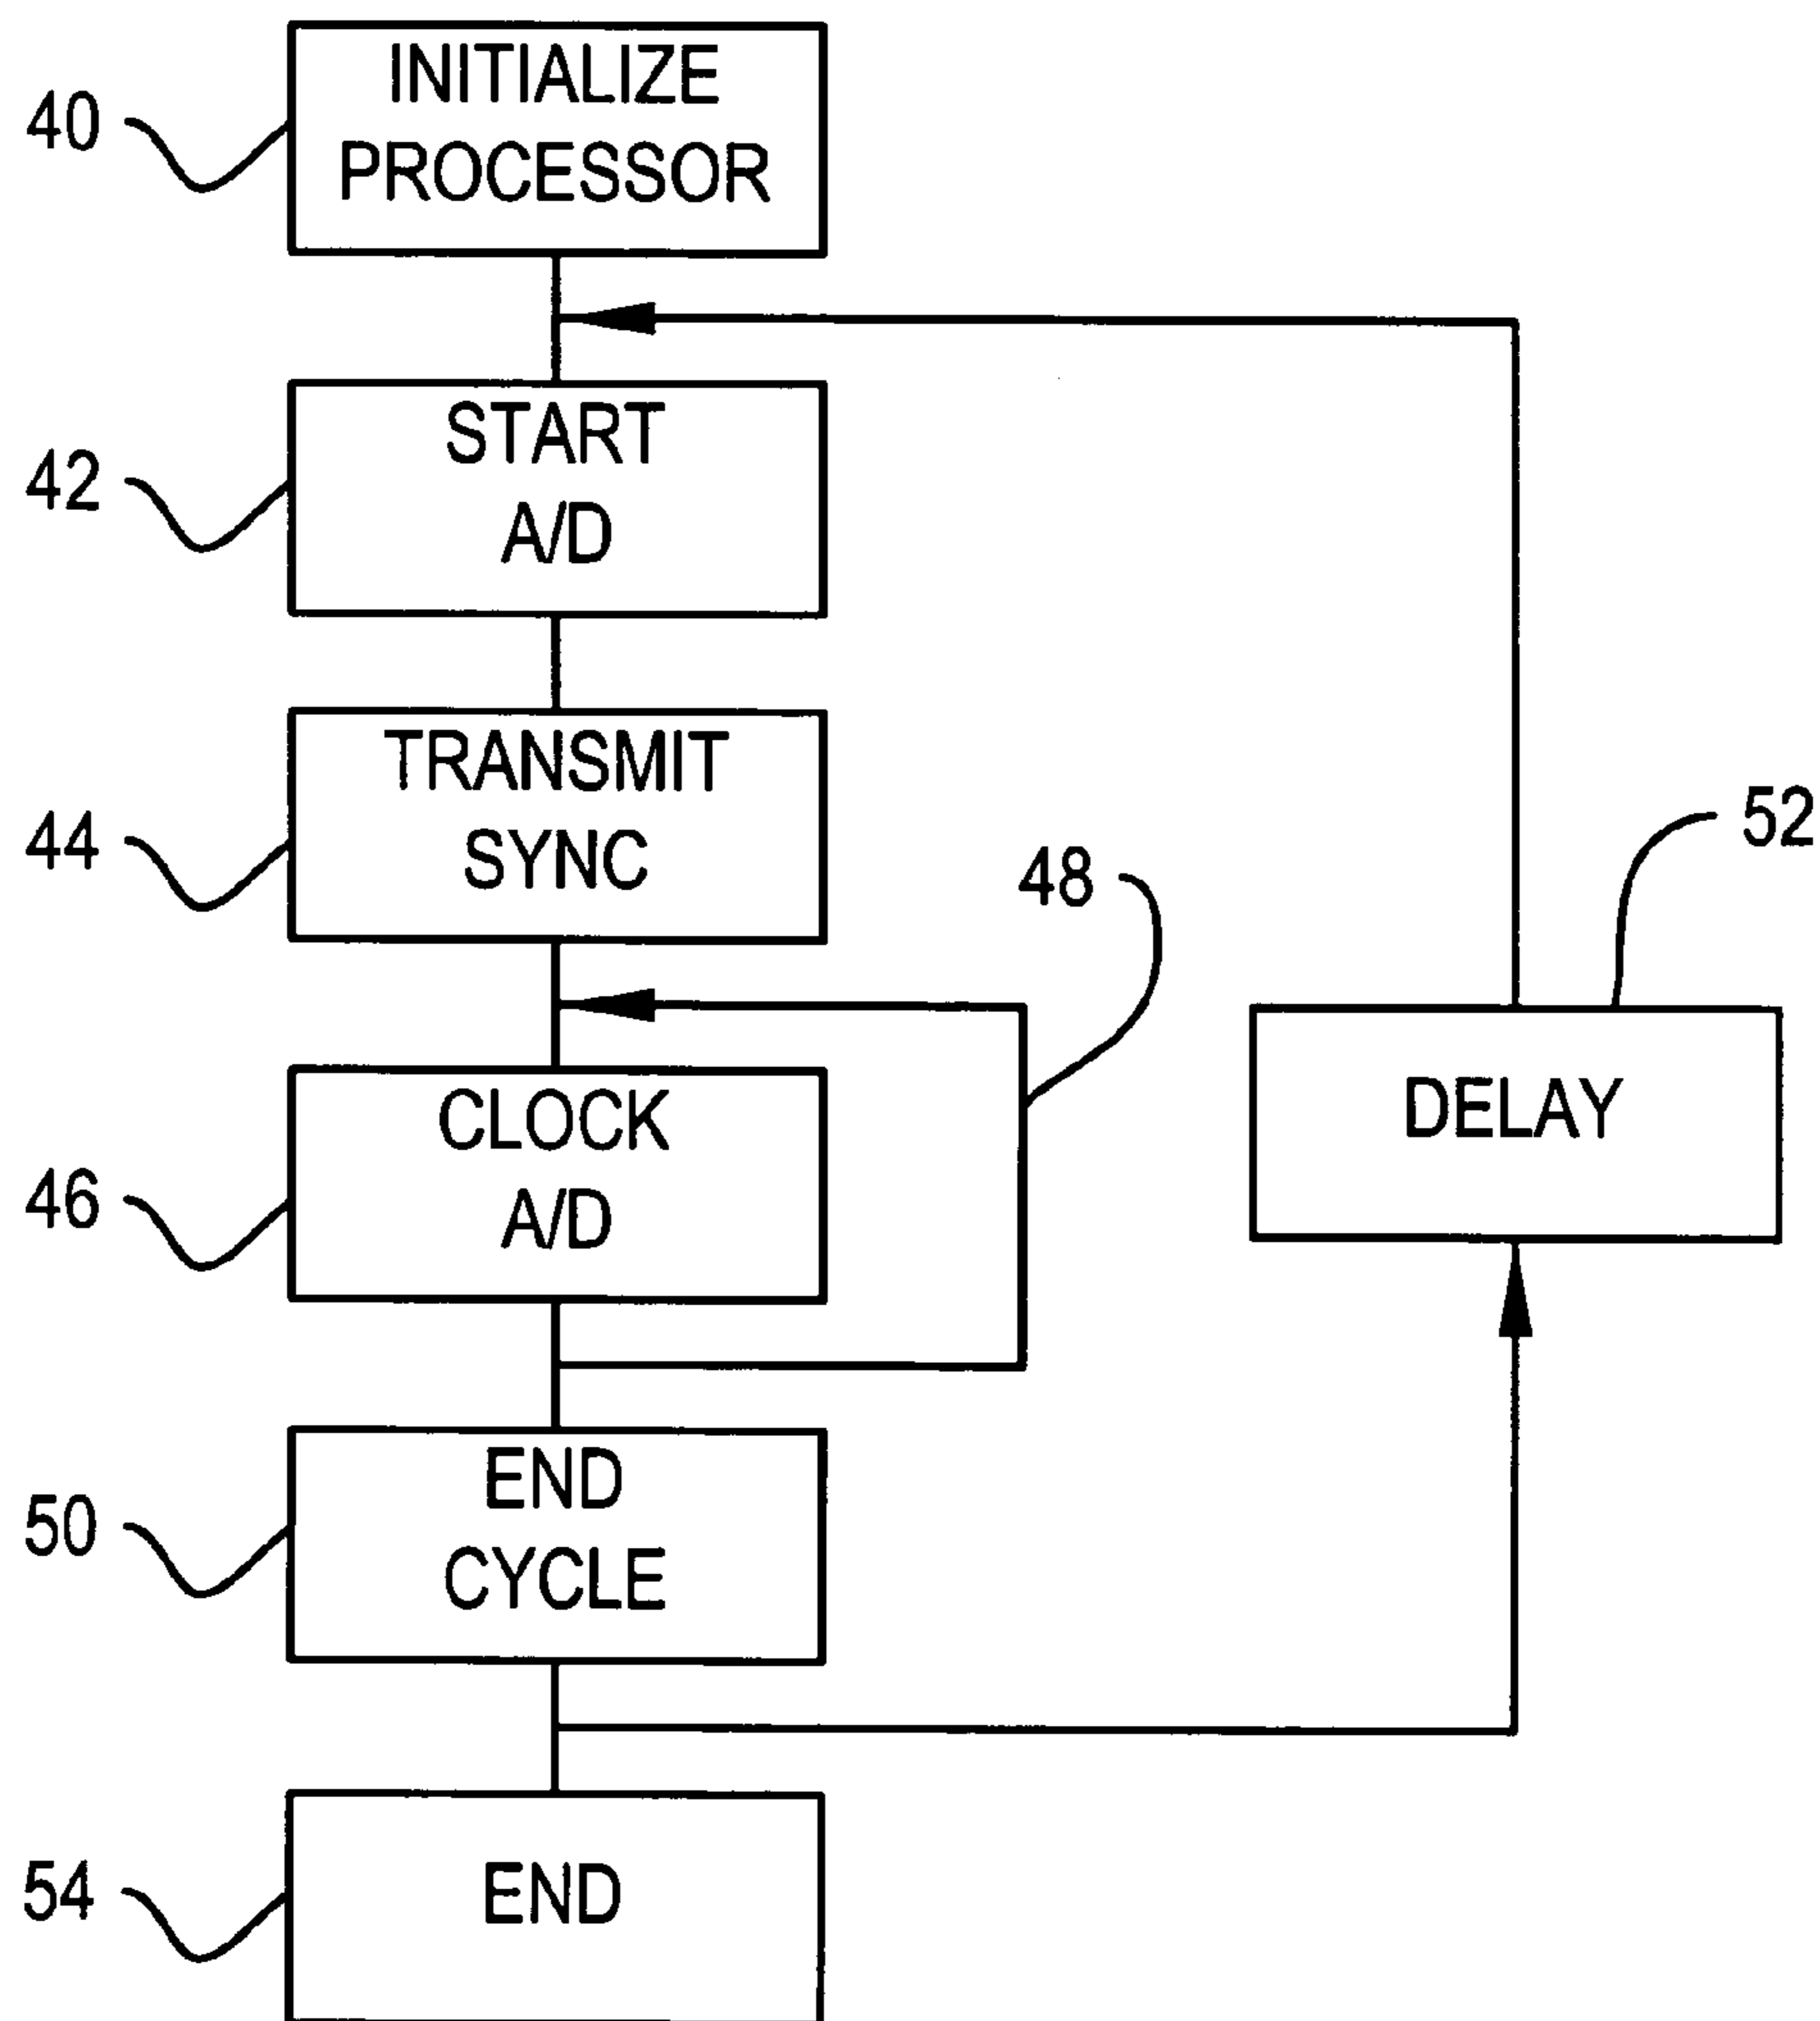 40
INITIALIZE
PROCESSOR
42
START
A/D
44
TRANSMIT
SYNC
48
52
46
CLOCK
A/D
DELAY
50
END
CYCLE
54
END